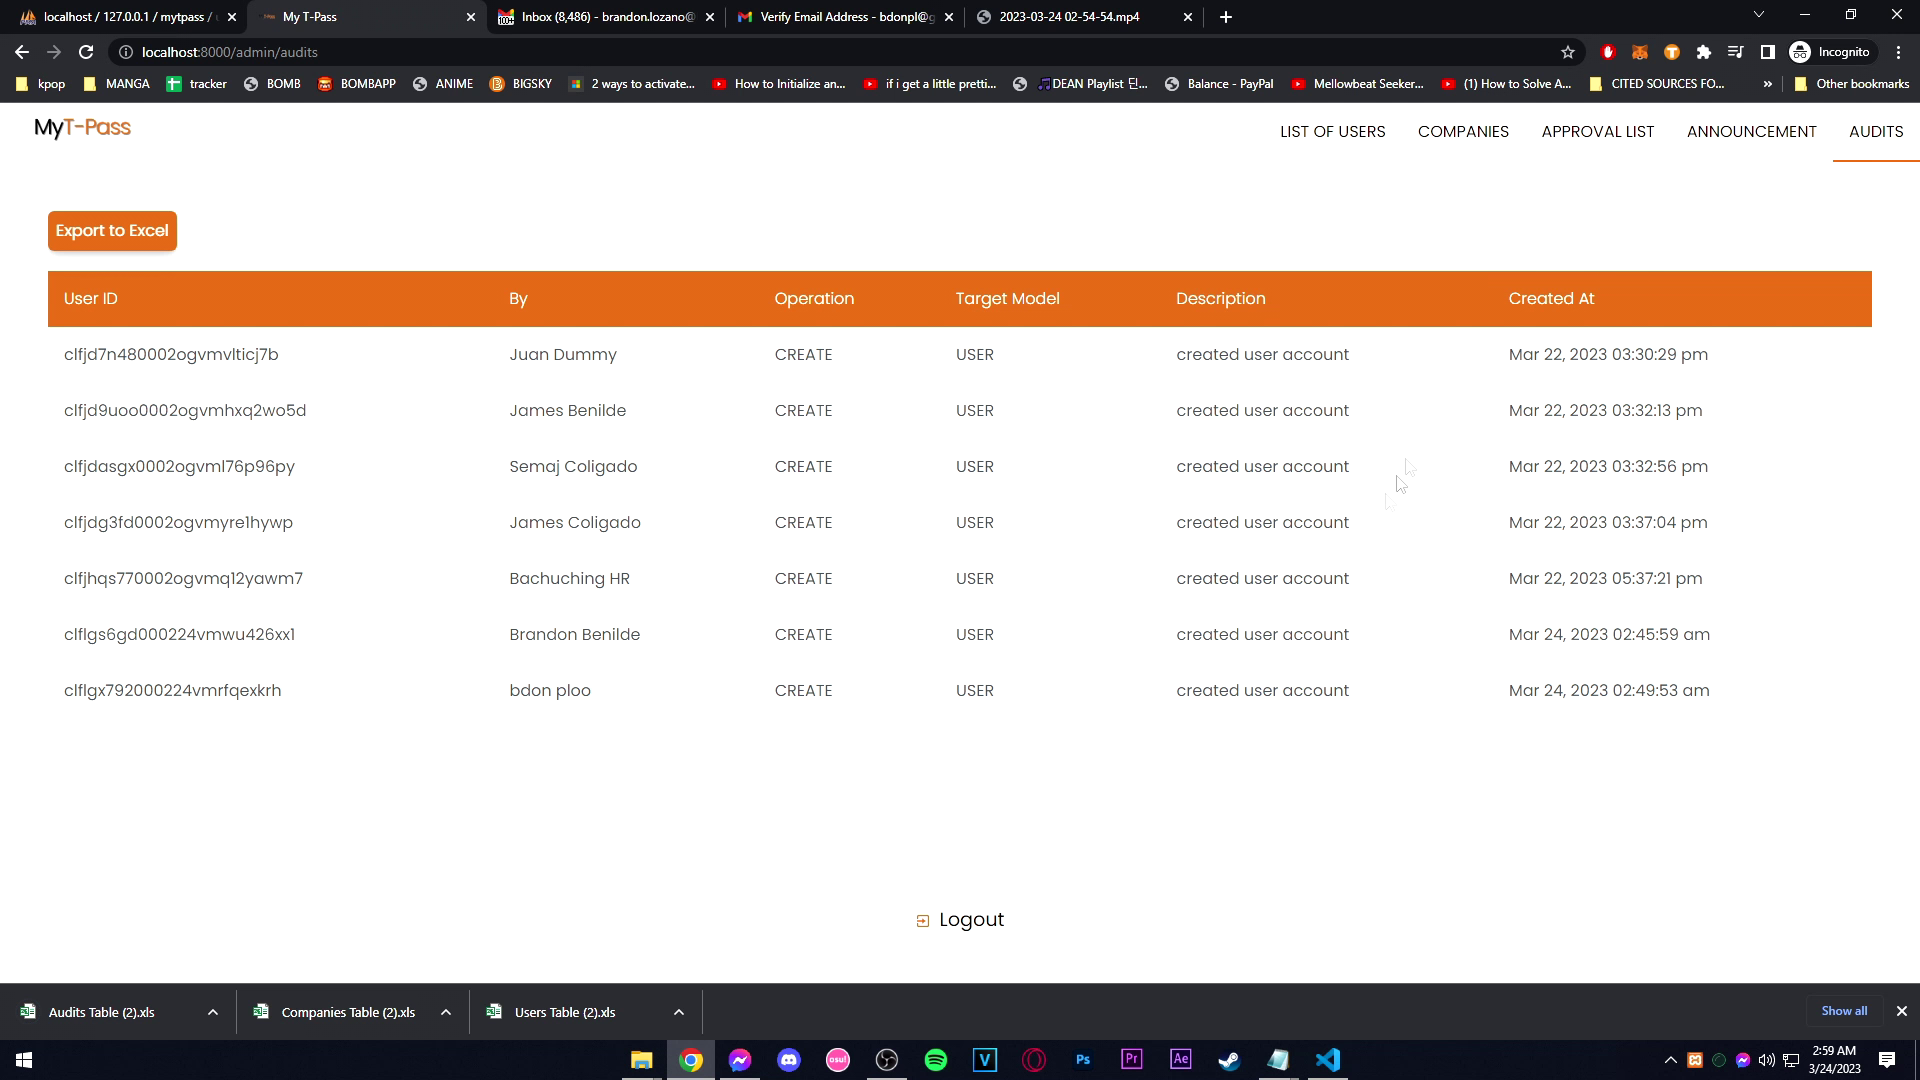 localhost / 127.0.0.1 / mytpass /
My T-Pass
Inbox (8,486) - brandon.lozano@
Verify Email Address - bdonpl@g
2023-03-24 02-54-54.mp4
localhost:8000/admin/audits
Incognito
kpop
MANGA
tracker
BOMB
BOMBAPP
ANIME
BIGSKY
2 ways to activate...
How to Initialize an...
if i get a little pretti...
DEAN Playlist 딘...
Balance - PayPal
Mellowbeat Seeker...
(1) How to Solve A...
CITED SOURCES FO...
»
Other bookmarks
MyT-Pass
LIST OF USERS
COMPANIES
APPROVAL LIST
ANNOUNCEMENT
AUDITS
Export to Excel
User ID By Operation Target Model Description Created At
clfjd7n480002ogvmvlticj7b Juan Dummy CREATE USER created user account Mar 22, 2023 03:30:29 pm
clfjd9uoo0002ogvmhxq2wo5d James Benilde CREATE USER created user account Mar 22, 2023 03:32:13 pm
clfjdasgx0002ogvml76p96py Semaj Coligado CREATE USER created user account Mar 22, 2023 03:32:56 pm
clfjdg3fd0002ogvmyre1hywp James Coligado CREATE USER created user account Mar 22, 2023 03:37:04 pm
clfjhqs770002ogvmq12yawm7 Bachuching HR CREATE USER created user account Mar 22, 2023 05:37:21 pm
clflgs6gd000224vmwu426xx1 Brandon Benilde CREATE USER created user account Mar 24, 2023 02:45:59 am
clflgx792000224vmrfqexkrh bdon ploo CREATE USER created user account Mar 24, 2023 02:49:53 am
Logout
Audits Table (2).xls
Companies Table (2).xls
Users Table (2).xls
Show all
osu!
V
Ps
Pr
Ae
2:59 AM
3/24/2023